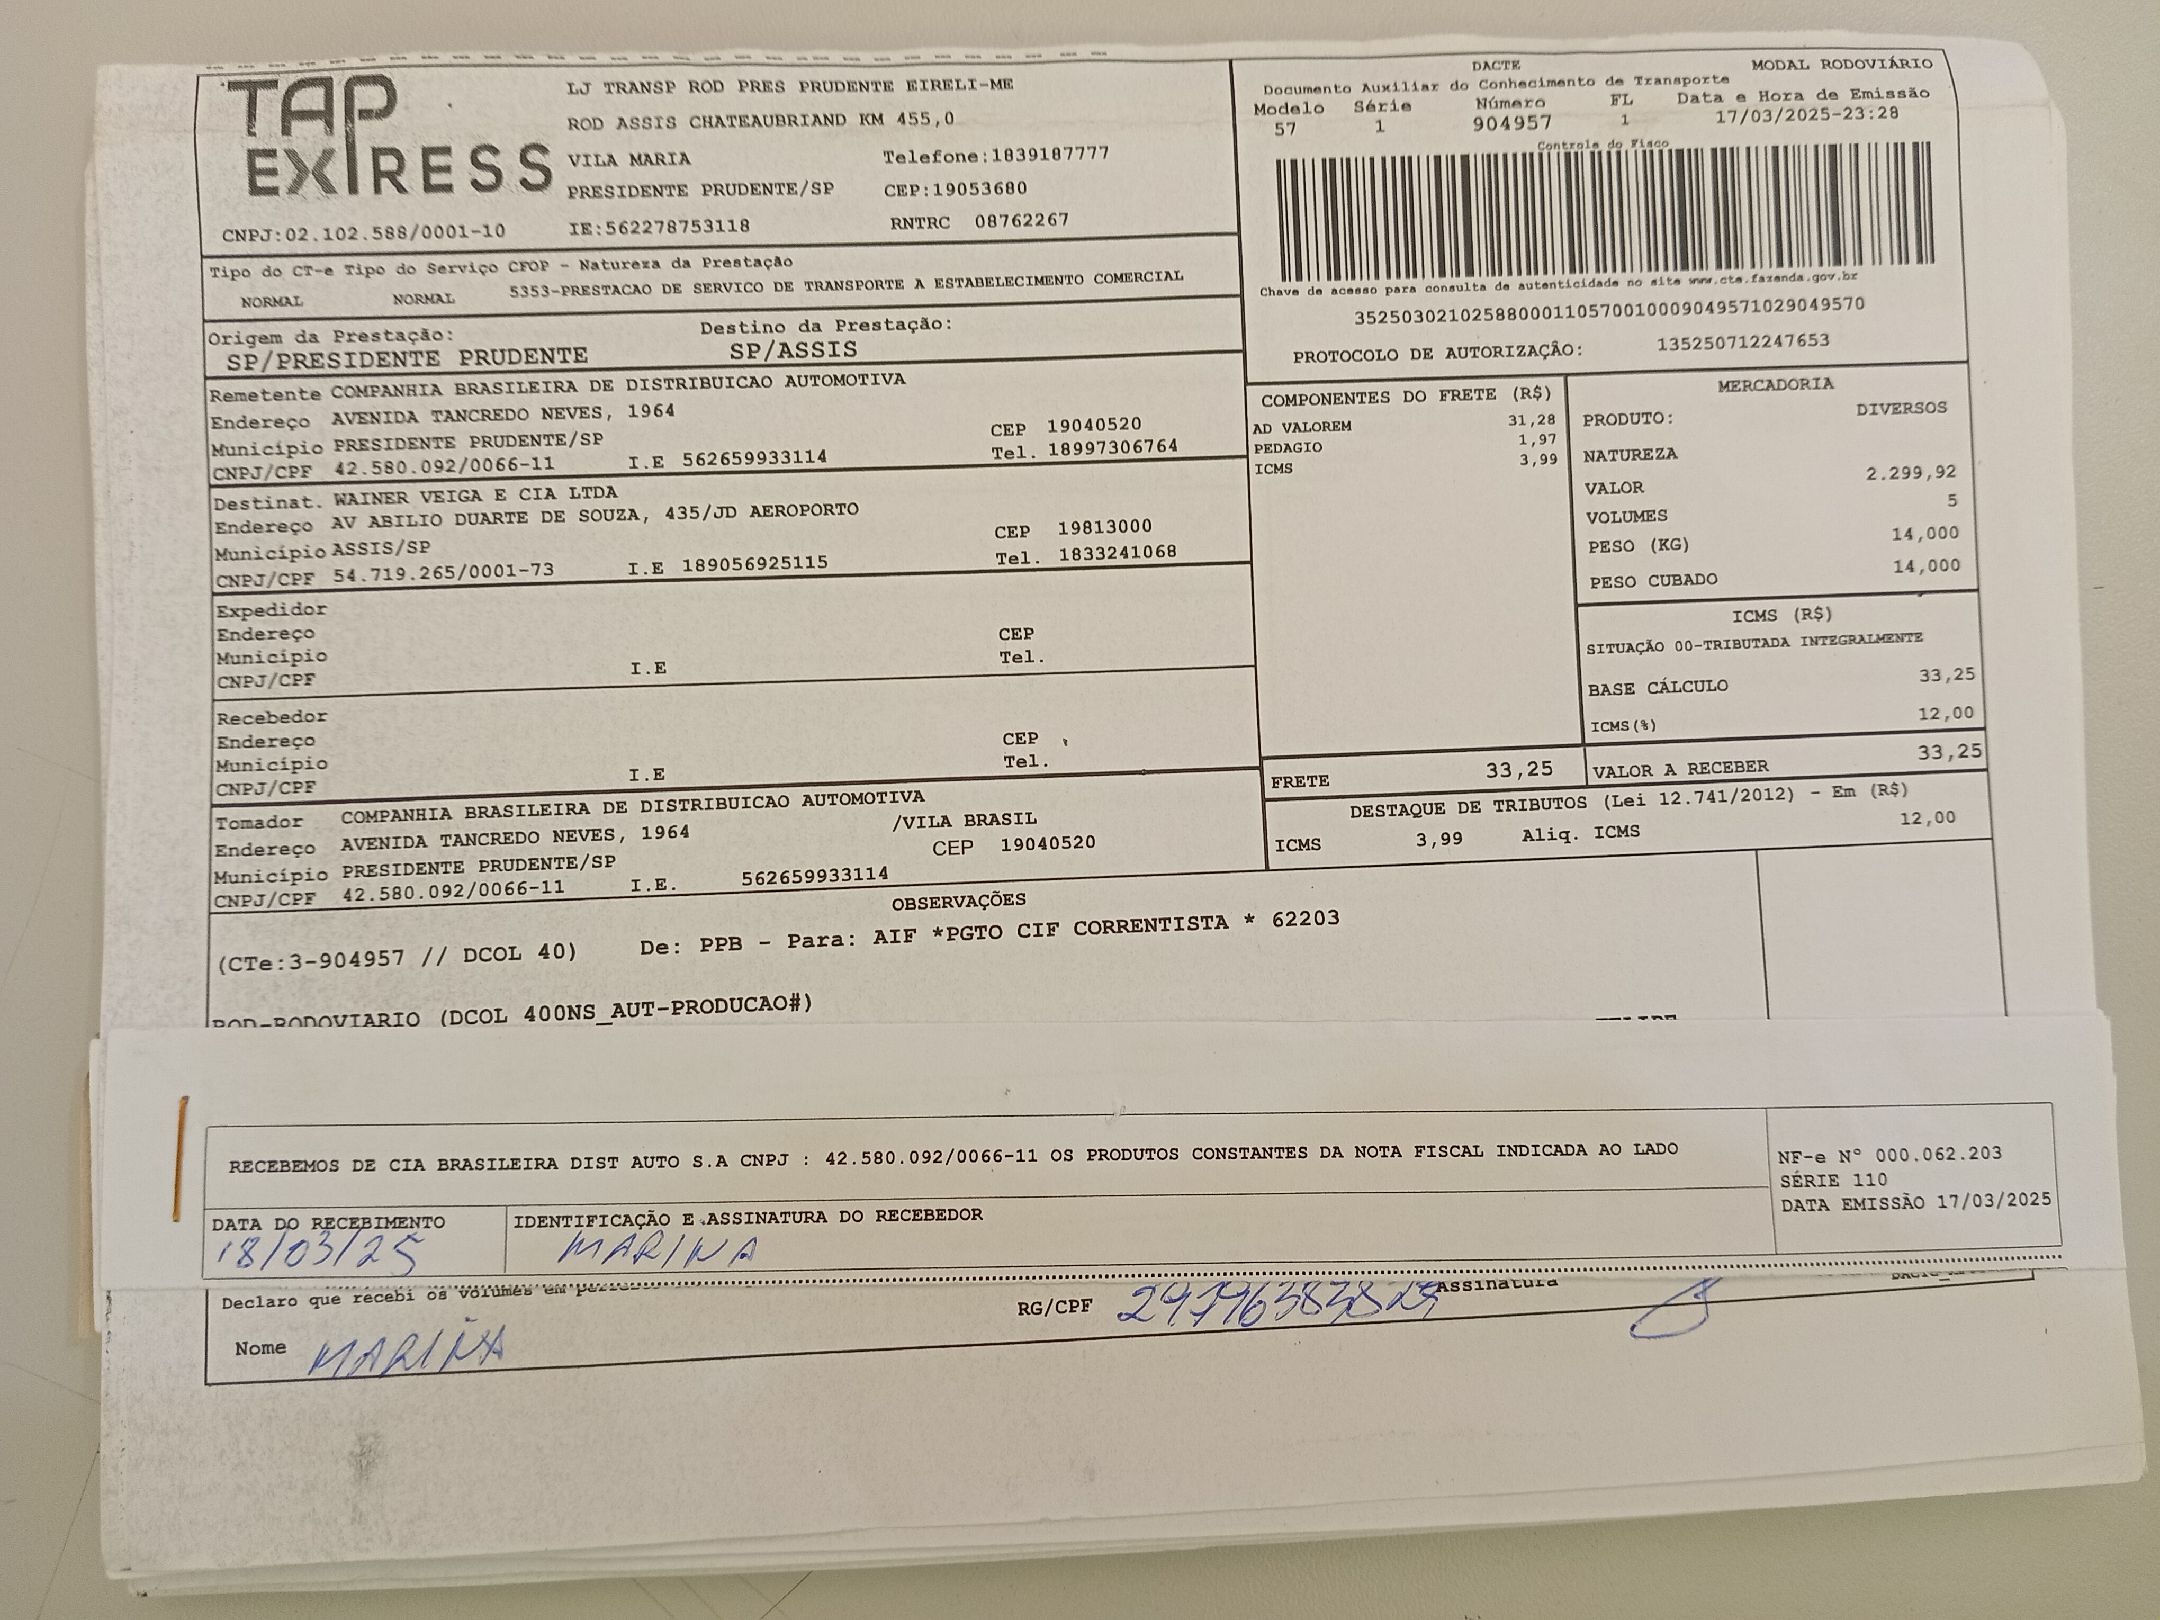 TAP
EXPRESS
LJ TRANSP ROD PRES PRUDENTE EIRELI-ME
ROD ASSIS CHATEAUBRIAND KM 455,0
VILA MARIA Telefone:1839187777
PRESIDENTE PRUDENTE/SP CEP:19053680
CNPJ:02.102.588/0001-10 IE:562278753118 RNTRC 08762267
DACTE MODAL RODOVIÁRIO
Documento Auxiliar do Conhecimento de Transporte
Modelo Série Número FL Data e Hora de Emissão
57 1 904957 1 17/03/2025-23:28
Controle do Fisco
Chave de acesso para consulta de autenticidade no site www.cte.fazenda.gov.br
35250302102588000110570010009049571029049570
PROTOCOLO DE AUTORIZAÇÃO: 135250712247653
Tipo do CT-e Tipo do Serviço CFOP - Natureza da Prestação
NORMAL NORMAL 5353-PRESTACAO DE SERVICO DE TRANSPORTE A ESTABELECIMENTO COMERCIAL
Origem da Prestação: Destino da Prestação:
SP/PRESIDENTE PRUDENTE SP/ASSIS
Remetente COMPANHIA BRASILEIRA DE DISTRIBUICAO AUTOMOTIVA
Endereço AVENIDA TANCREDO NEVES, 1964
Município PRESIDENTE PRUDENTE/SP CEP 19040520
CNPJ/CPF 42.580.092/0066-11 I.E 562659933114 Tel. 18997306764
Destinat. WAINER VEIGA E CIA LTDA
Endereço AV ABILIO DUARTE DE SOUZA, 435/JD AEROPORTO
Município ASSIS/SP CEP 19813000
CNPJ/CPF 54.719.265/0001-73 I.E 189056925115 Tel. 1833241068
Expedidor
Endereço CEP
Município Tel.
CNPJ/CPF I.E
Recebedor
Endereço CEP
Município Tel.
CNPJ/CPF I.E
Tomador COMPANHIA BRASILEIRA DE DISTRIBUICAO AUTOMOTIVA
Endereço AVENIDA TANCREDO NEVES, 1964 /VILA BRASIL
Município PRESIDENTE PRUDENTE/SP CEP 19040520
CNPJ/CPF 42.580.092/0066-11 I.E. 562659933114
COMPONENTES DO FRETE (R$)
AD VALOREM 31,28
PEDAGIO 1,97
ICMS 3,99
MERCADORIA
PRODUTO: DIVERSOS
NATUREZA
VALOR 2.299,92
VOLUMES 5
PESO (KG) 14,000
PESO CUBADO 14,000
ICMS (R$)
SITUAÇÃO 00-TRIBUTADA INTEGRALMENTE
BASE CÁLCULO 33,25
ICMS(%) 12,00
FRETE 33,25 VALOR A RECEBER 33,25
DESTAQUE DE TRIBUTOS (Lei 12.741/2012) - Em (R$)
ICMS 3,99 Aliq. ICMS 12,00
OBSERVAÇÕES
(CTe:3-904957 // DCOL 40) De: PPB - Para: AIF *PGTO CIF CORRENTISTA * 62203
ROD-RODOVIARIO (DCOL 400NS_AUT-PRODUCAO#)
RECEBEMOS DE CIA BRASILEIRA DIST AUTO S.A CNPJ : 42.580.092/0066-11 OS PRODUTOS CONSTANTES DA NOTA FISCAL INDICADA AO LADO
NF-e N° 000.062.203
SÉRIE 110
DATA EMISSÃO 17/03/2025
DATA DO RECEBIMENTO IDENTIFICAÇÃO E ASSINATURA DO RECEBEDOR
18/03/25 MARINA
Declaro que recebi os volumes em RG/CPF Assinatura
Nome MARINA